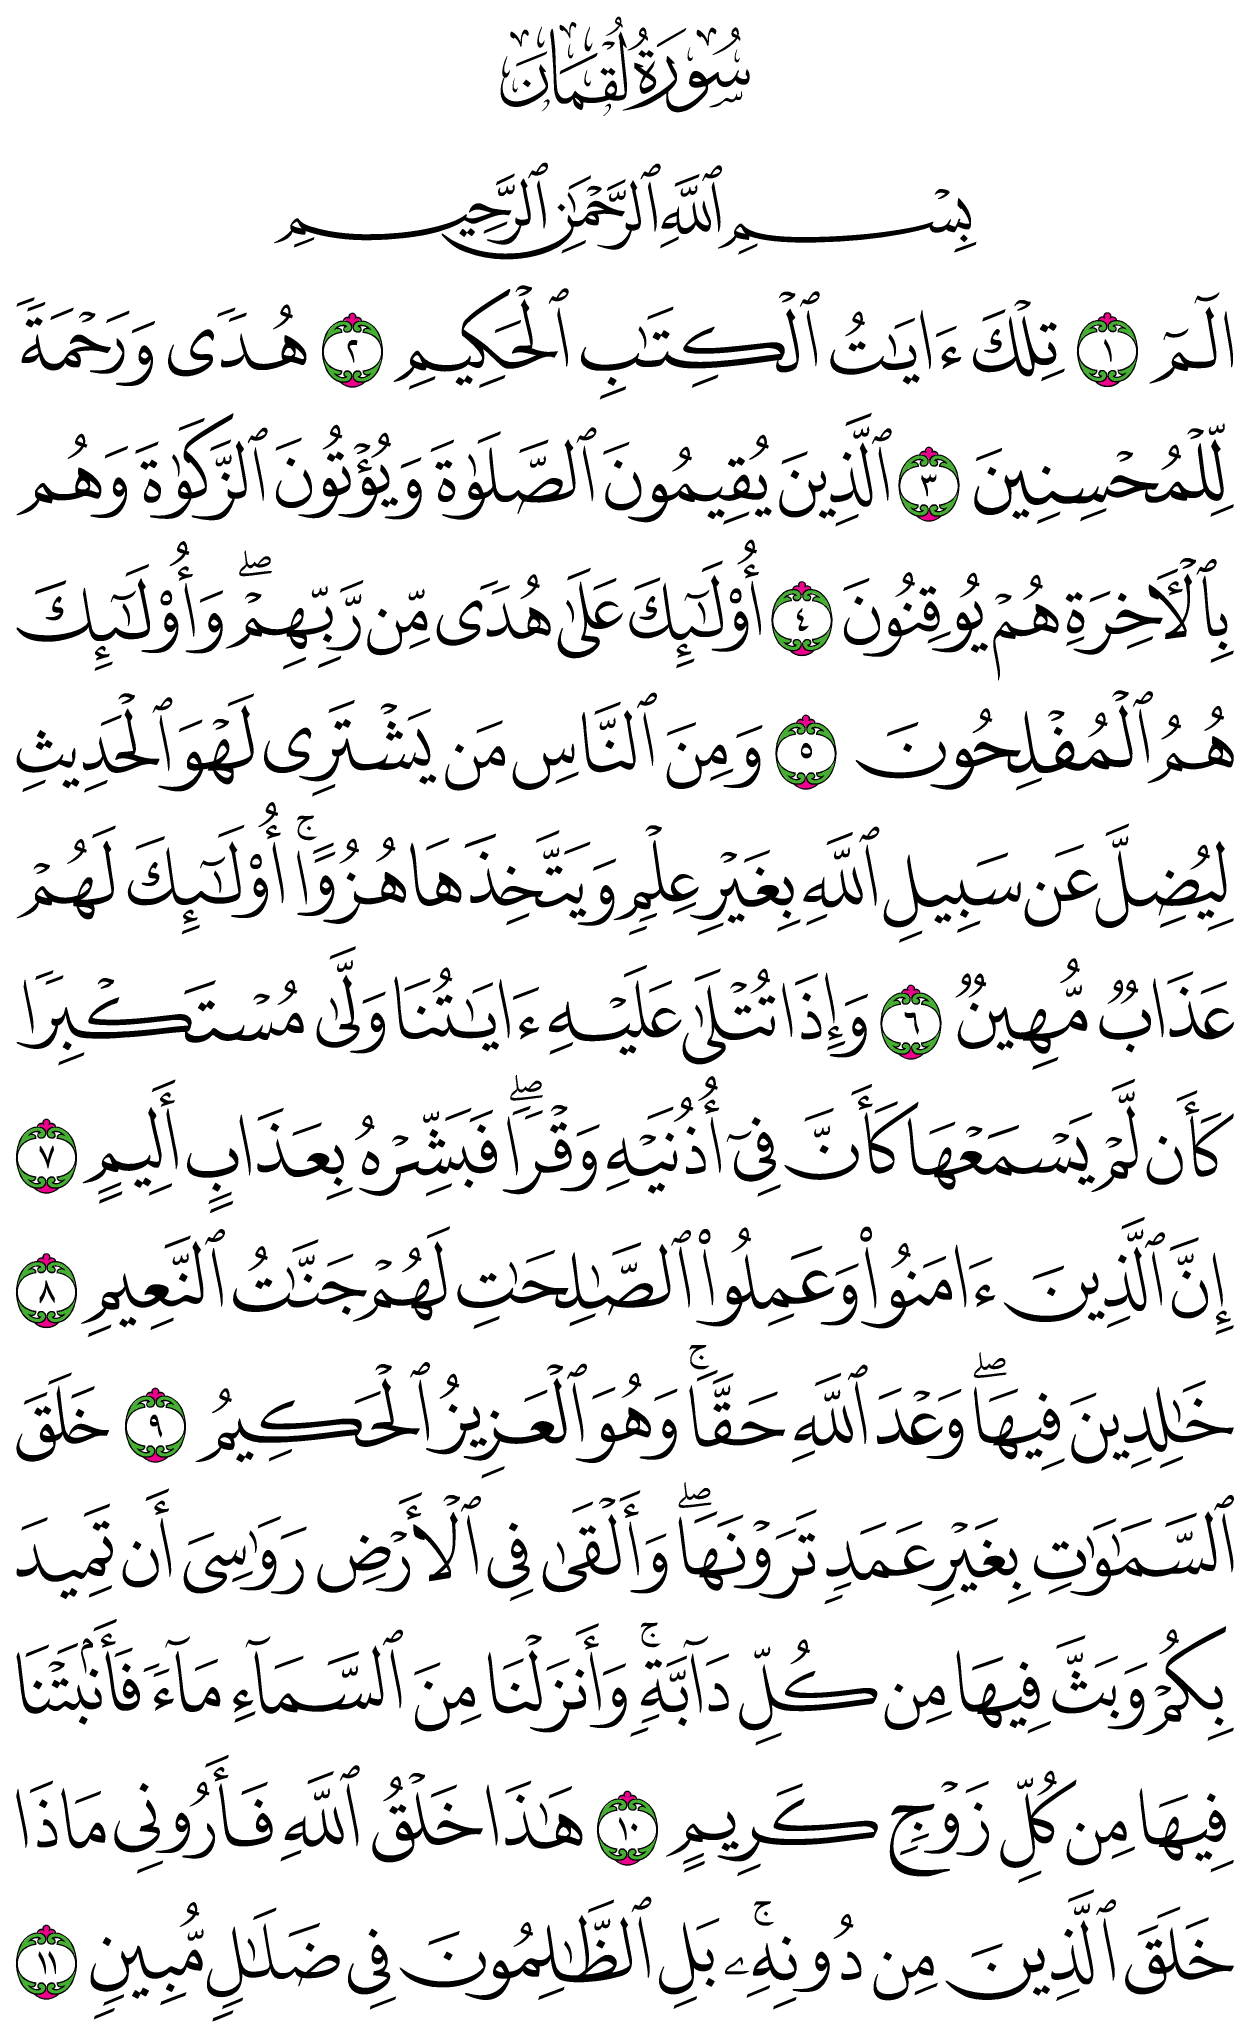 سُورَةُ لُقْمَانَ
بِسْمِ ٱللَّهِ ٱلرَّحْمَٰنِ ٱلرَّحِيمِ
الٓمٓ ١ تِلْكَ ءَايَٰتُ ٱلْكِتَٰبِ ٱلْحَكِيمِ ٢ هُدًى وَرَحْمَةً
لِّلْمُحْسِنِينَ ٣ ٱلَّذِينَ يُقِيمُونَ ٱلصَّلَوٰةَ وَيُؤْتُونَ ٱلزَّكَوٰةَ وَهُم
بِٱلْأٓخِرَةِ هُمْ يُوقِنُونَ ٤ أُوْلَٰٓئِكَ عَلَىٰ هُدًى مِّن رَّبِّهِمْۖ وَأُوْلَٰٓئِكَ
هُمُ ٱلْمُفْلِحُونَ ٥ وَمِنَ ٱلنَّاسِ مَن يَشْتَرِى لَهْوَ ٱلْحَدِيثِ
لِيُضِلَّ عَن سَبِيلِ ٱللَّهِ بِغَيْرِ عِلْمٍ وَيَتَّخِذَهَا هُزُوًاۚ أُوْلَٰٓئِكَ لَهُمْ
عَذَابٌ مُّهِينٌ ٦ وَإِذَا تُتْلَىٰ عَلَيْهِ ءَايَٰتُنَا وَلَّىٰ مُسْتَكْبِرًا
كَأَن لَّمْ يَسْمَعْهَا كَأَنَّ فِىٓ أُذُنَيْهِ وَقْرًاۖ فَبَشِّرْهُ بِعَذَابٍ أَلِيمٍ ٧
إِنَّ ٱلَّذِينَ ءَامَنُوا۟ وَعَمِلُوا۟ ٱلصَّٰلِحَٰتِ لَهُمْ جَنَّٰتُ ٱلنَّعِيمِ ٨
خَٰلِدِينَ فِيهَاۖ وَعْدَ ٱللَّهِ حَقًّاۚ وَهُوَ ٱلْعَزِيزُ ٱلْحَكِيمُ ٩ خَلَقَ
ٱلسَّمَٰوَٰتِ بِغَيْرِ عَمَدٍ تَرَوْنَهَاۖ وَأَلْقَىٰ فِى ٱلْأَرْضِ رَوَٰسِىَ أَن تَمِيدَ
بِكُمْ وَبَثَّ فِيهَا مِن كُلِّ دَآبَّةٍۚ وَأَنزَلْنَا مِنَ ٱلسَّمَآءِ مَآءً فَأَنۢبَتْنَا
فِيهَا مِن كُلِّ زَوْجٍ كَرِيمٍ ١٠ هَٰذَا خَلْقُ ٱللَّهِ فَأَرُونِى مَاذَا
خَلَقَ ٱلَّذِينَ مِن دُونِهِۦۚ بَلِ ٱلظَّٰلِمُونَ فِى ضَلَٰلٍ مُّبِينٍ ١١